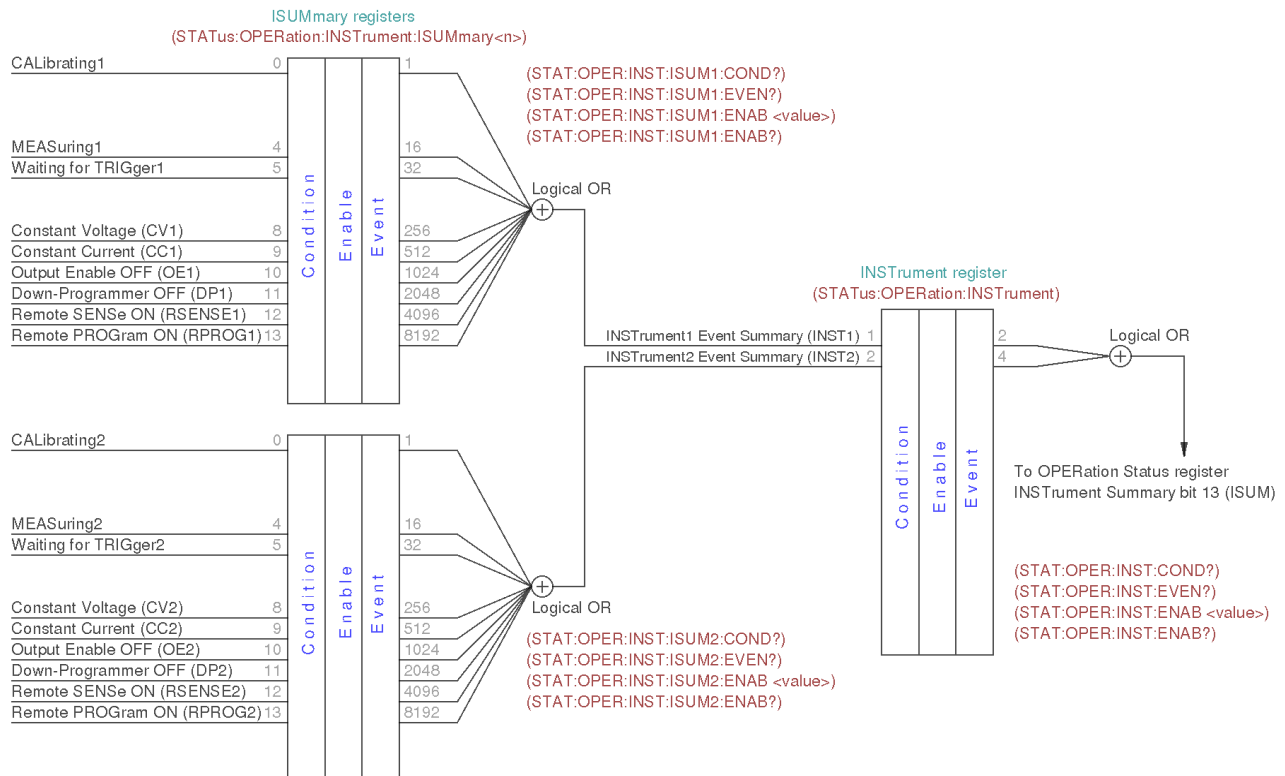 ISUMmary registers
(STATus:OPERation:INSTrument:ISUMmary<n>)
CALibrating1 0 1
MEASuring1 4 16
Waiting for TRIGger1 5 32
Constant Voltage (CV1) 8 256
Constant Current (CC1) 9 512
Output Enable OFF (OE1) 10 1024
Down-Programmer OFF (DP1) 11 2048
Remote SENSe ON (RSENSE1) 12 4096
Remote PROGram ON (RPROG1) 13 8192
Condition
Enable
Event
(STAT:OPER:INST:ISUM1:COND?)
(STAT:OPER:INST:ISUM1:EVEN?)
(STAT:OPER:INST:ISUM1:ENAB <value>)
(STAT:OPER:INST:ISUM1:ENAB?)
Logical OR
INSTrument register
(STATus:OPERation:INSTrument)
INSTrument1 Event Summary (INST1) 1 2
INSTrument2 Event Summary (INST2) 2 4
Condition
Enable
Event
Logical OR
To OPERation Status register
INSTrument Summary bit 13 (ISUM)
(STAT:OPER:INST:COND?)
(STAT:OPER:INST:EVEN?)
(STAT:OPER:INST:ENAB <value>)
(STAT:OPER:INST:ENAB?)
CALibrating2 0 1
MEASuring2 4 16
Waiting for TRIGger2 5 32
Constant Voltage (CV2) 8 256
Constant Current (CC2) 9 512
Output Enable OFF (OE2) 10 1024
Down-Programmer OFF (DP2) 11 2048
Remote SENSe ON (RSENSE2) 12 4096
Remote PROGram ON (RPROG2) 13 8192
Condition
Enable
Event
Logical OR
(STAT:OPER:INST:ISUM2:COND?)
(STAT:OPER:INST:ISUM2:EVEN?)
(STAT:OPER:INST:ISUM2:ENAB <value>)
(STAT:OPER:INST:ISUM2:ENAB?)